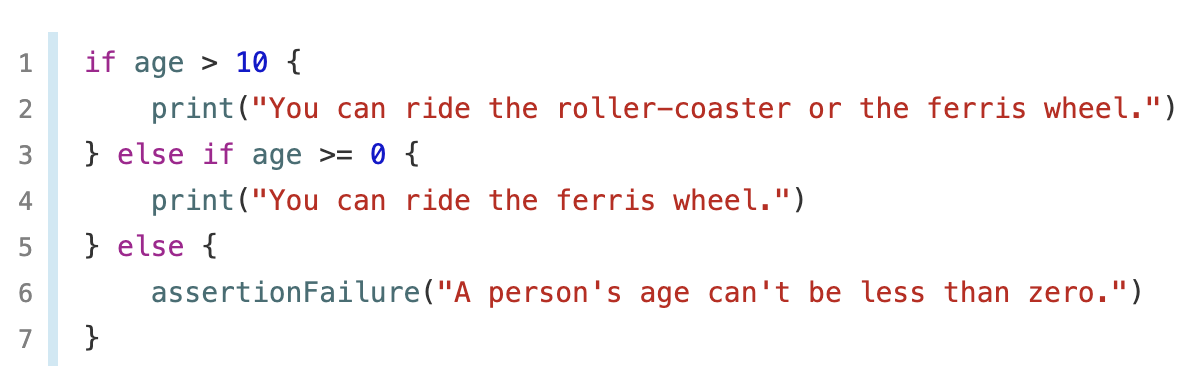 1 if age > 10 {
2     print("You can ride the roller-coaster or the ferris wheel.")
3 } else if age >= 0 {
4     print("You can ride the ferris wheel.")
5 } else {
6     assertionFailure("A person's age can't be less than zero.")
7 }